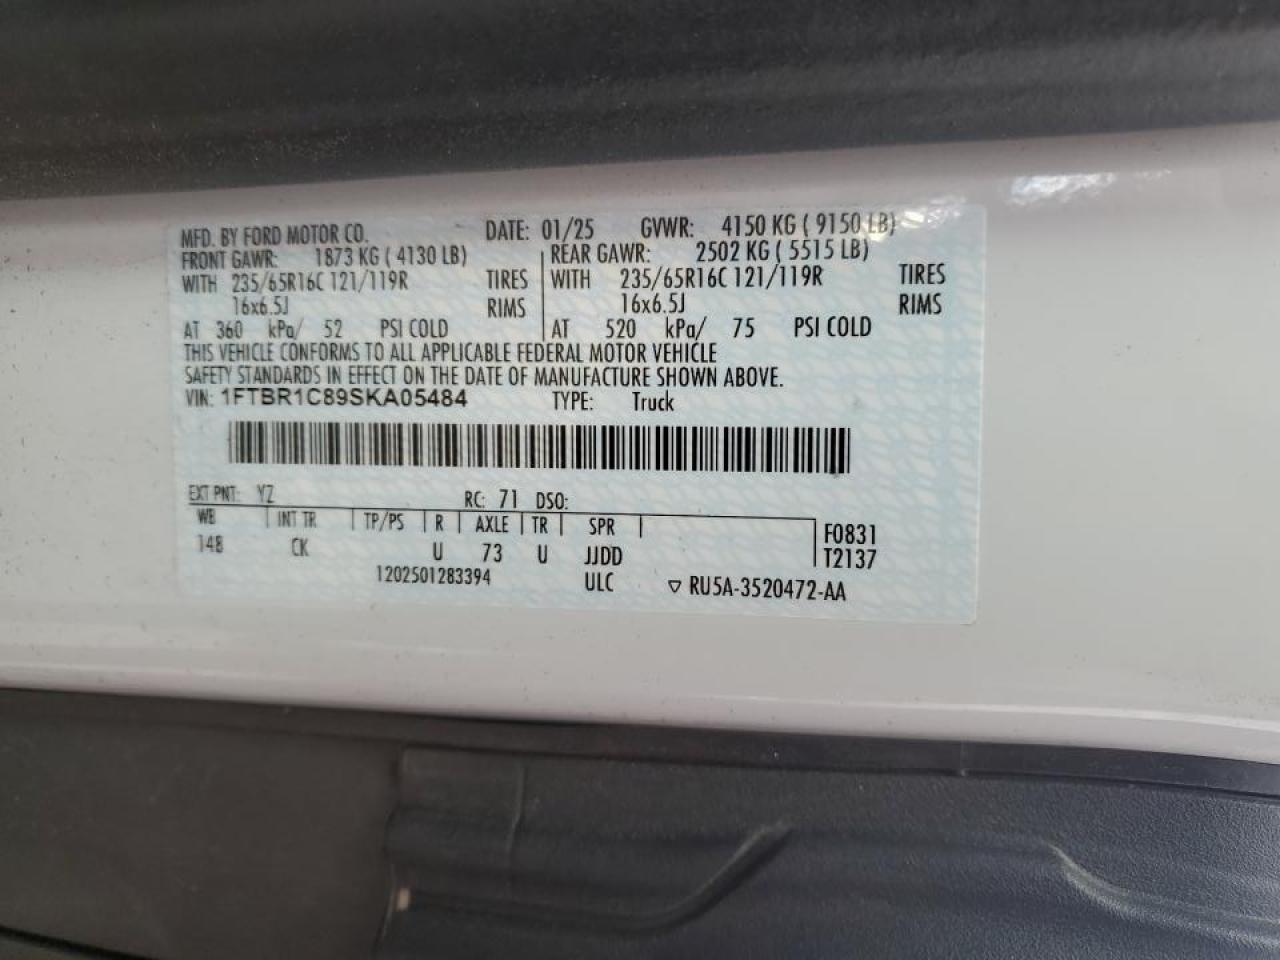 MFD. BY FORD MOTOR CO. DATE: 01/25 GVWR: 4150 KG ( 9150 LB)
FRONT GAWR: 1873 KG ( 4130 LB) REAR GAWR: 2502 KG ( 5515 LB)
WITH 235/65R16C 121/119R TIRES WITH 235/65R16C 121/119R TIRES
16x6.5J RIMS 16x6.5J RIMS
AT 360 kPa/ 52 PSI COLD AT 520 kPa/ 75 PSI COLD
THIS VEHICLE CONFORMS TO ALL APPLICABLE FEDERAL MOTOR VEHICLE
SAFETY STANDARDS IN EFFECT ON THE DATE OF MANUFACTURE SHOWN ABOVE.
VIN: 1FTBR1C89SKA05484 TYPE: Truck
EXT PNT: YZ RC: 71 DSO:
WB INT TR TP/PS R AXLE TR SPR F0831
148 CK U 73 U JJDD T2137
1202501283394 ULC ▽ RU5A-3520472-AA